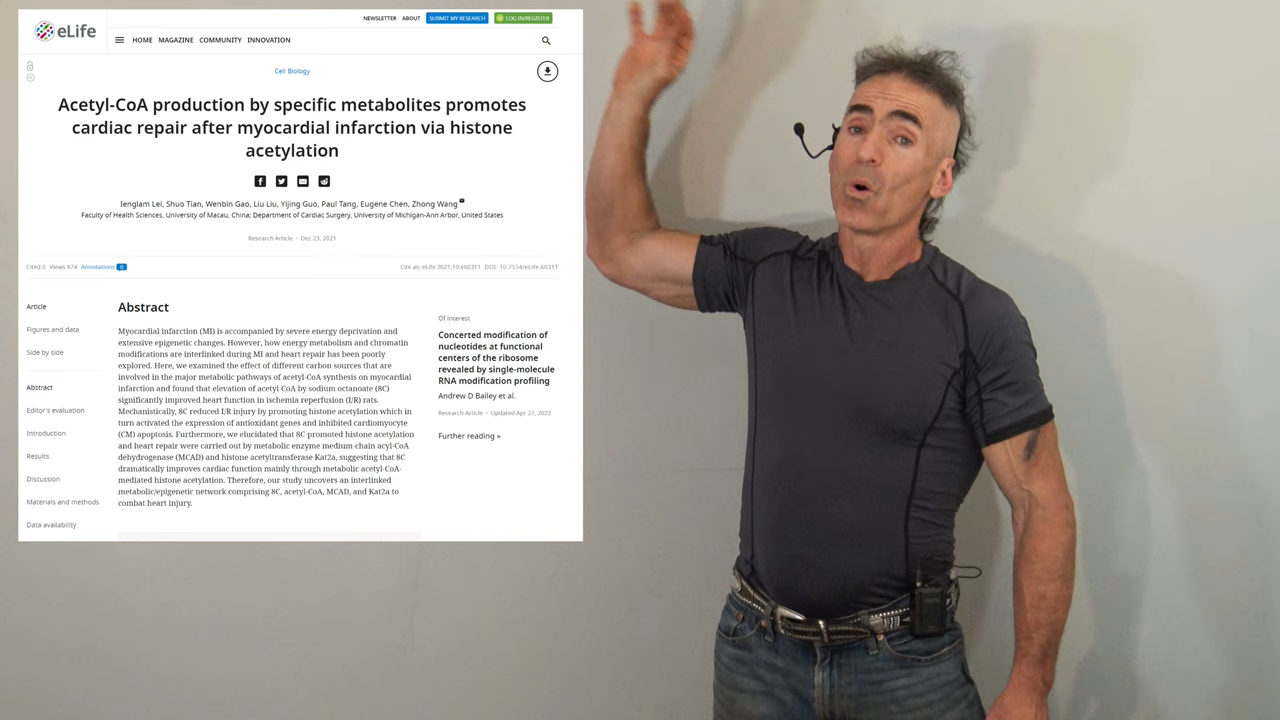 NEWSLETTER ABOUT SUBMIT MY RESEARCH LOG IN/REGISTER
eLife
HOME MAGAZINE COMMUNITY INNOVATION
Cell Biology
Acetyl-CoA production by specific metabolites promotes
cardiac repair after myocardial infarction via histone
acetylation
Ienglam Lei, Shuo Tian, Wenbin Gao, Liu Liu, Yijing Guo, Paul Tang, Eugene Chen, Zhong Wang
Faculty of Health Sciences, University of Macau, China; Department of Cardiac Surgery, University of Michigan-Ann Arbor, United States
Research Article • Dec 23, 2021
Cited 0 Views 874 Annotations 0
Cite as: eLife 2021;10:e60311 DOI: 10.7554/eLife.60311
Article
Figures and data
Side by side
Abstract
Editor's evaluation
Introduction
Results
Discussion
Materials and methods
Data availability
Abstract
Myocardial infarction (MI) is accompanied by severe energy deprivation and
extensive epigenetic changes. However, how energy metabolism and chromatin
modifications are interlinked during MI and heart repair has been poorly
explored. Here, we examined the effect of different carbon sources that are
involved in the major metabolic pathways of acetyl-CoA synthesis on myocardial
infarction and found that elevation of acetyl-CoA by sodium octanoate (8C)
significantly improved heart function in ischemia reperfusion (I/R) rats.
Mechanistically, 8C reduced I/R injury by promoting histone acetylation which in
turn activated the expression of antioxidant genes and inhibited cardiomyocyte
(CM) apoptosis. Furthermore, we elucidated that 8C-promoted histone acetylation
and heart repair were carried out by metabolic enzyme medium-chain acyl-CoA
dehydrogenase (MCAD) and histone acetyltransferase Kat2a, suggesting that 8C
dramatically improves cardiac function mainly through metabolic acetyl-CoA-
mediated histone acetylation. Therefore, our study uncovers an interlinked
metabolic/epigenetic network comprising 8C, acetyl-CoA, MCAD, and Kat2a to
combat heart injury.
Of interest
Concerted modification of
nucleotides at functional
centers of the ribosome
revealed by single-molecule
RNA modification profiling
Andrew D Bailey et al.
Research Article • Updated Apr 27, 2022
Further reading »